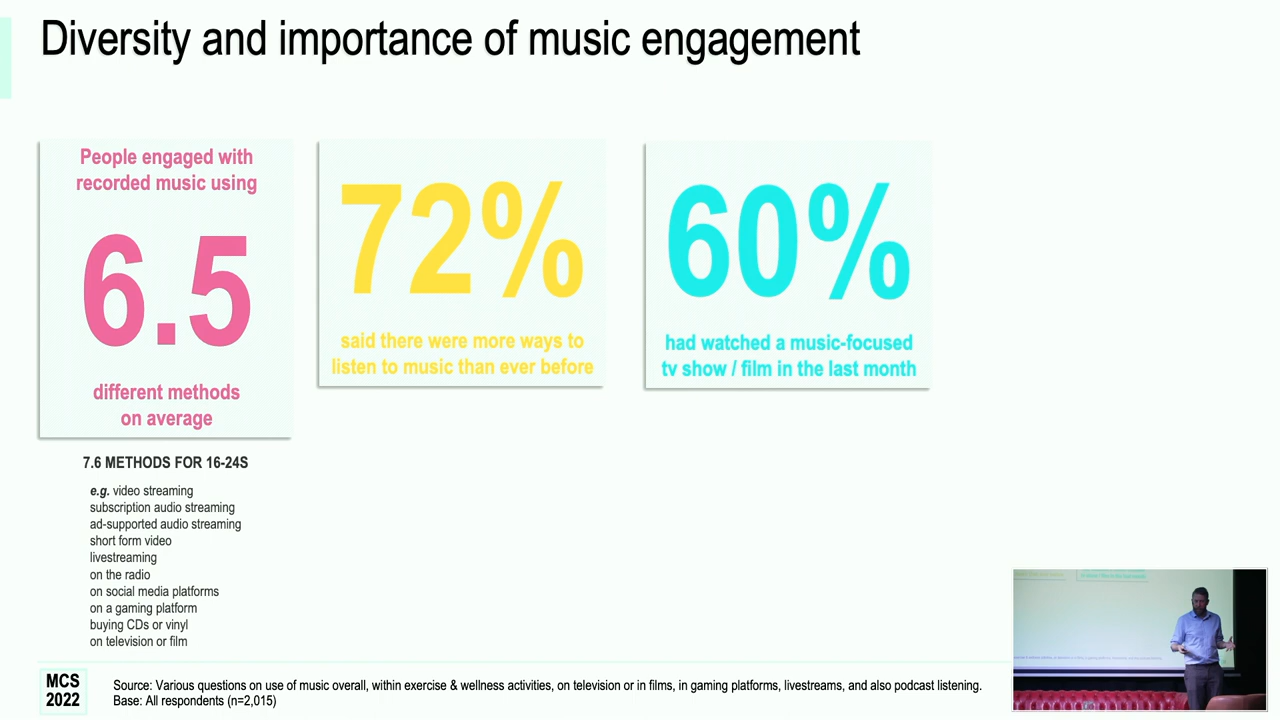 Diversity and importance of music engagement
People engaged with
recorded music using
6.5
different methods
on average
7.6 METHODS FOR 16-24S
e.g. video streaming
subscription audio streaming
ad-supported audio streaming
short form video
livestreaming
on the radio
on social media platforms
on a gaming platform
buying CDs or vinyl
on television or film
72%
said there were more ways to
listen to music than ever before
60%
had watched a music-focused
tv show / film in the last month
MCS
2022
Source: Various questions on use of music overall, within exercise & wellness activities, on television or in films, in gaming platforms, livestreams, and also podcast listening.
Base: All respondents (n=2,015)